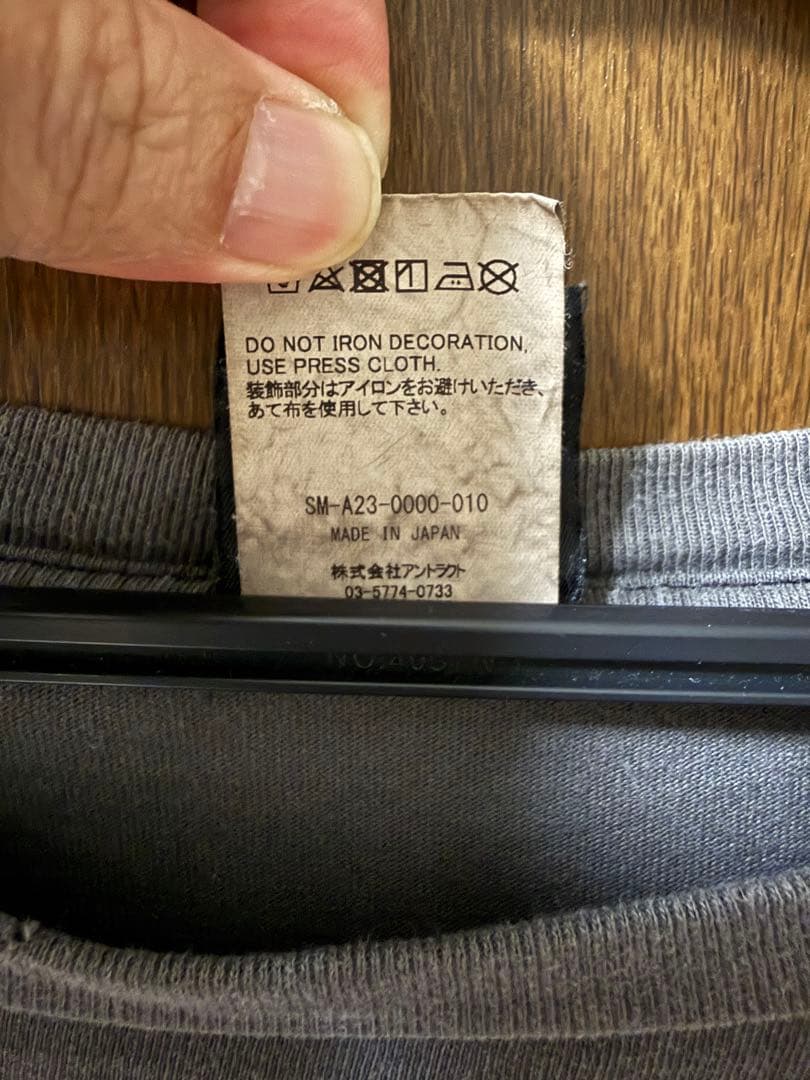 DO NOT IRON DECORATION,
USE PRESS CLOTH.
装飾部分はアイロンをお避けいただき、
あて布を使用して下さい。
SM-A23-0000-010
MADE IN JAPAN
株式会社アントラクト
03-5774-0733